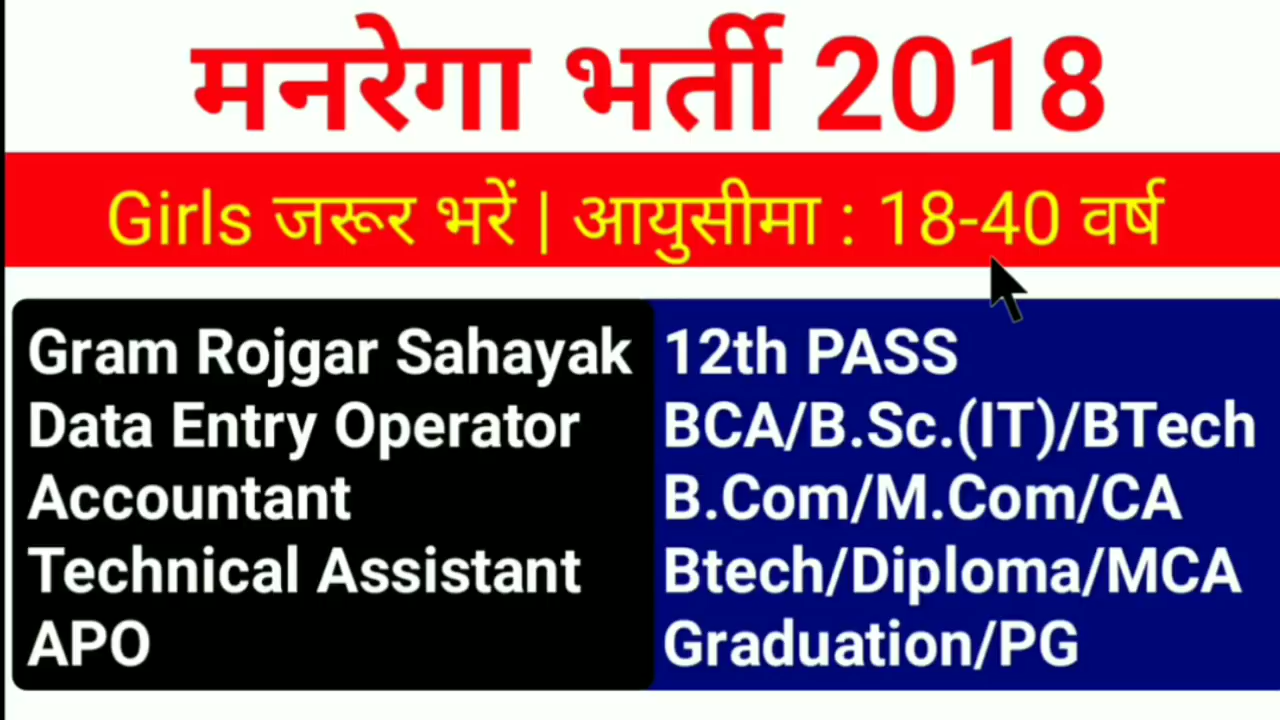 मनरेगा भर्ती 2018
Girls जरूर भरें | आयुसीमा : 18-40 वर्ष
Gram Rojgar Sahayak 12th PASS
Data Entry Operator BCA/B.Sc.(IT)/BTech
Accountant B.Com/M.Com/CA
Technical Assistant Btech/Diploma/MCA
APO Graduation/PG